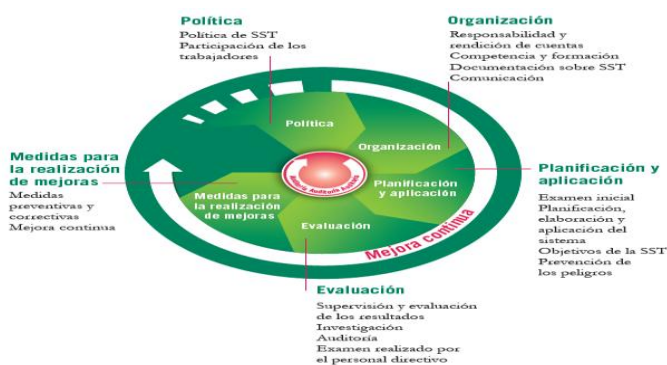 Política
Política de SST
Participación de los
trabajadores
Organización
Responsabilidad y
rendición de cuentas
Competencia y formación
Documentación sobre SST
Comunicación
Política
Organización
Planificación
y aplicación
Evaluación
Medidas para
la realización
de mejoras
Auditoría Auditoría Auditoría
Mejora continua
Medidas para
la realización
de mejoras
Medidas
preventivas y
correctivas
Mejora continua
Planificación y
aplicación
Examen inicial
Planificación,
elaboración y
aplicación del
sistema
Objetivos de la SST
Prevención de
los peligros
Evaluación
Supervisión y evaluación
de los resultados
Investigación
Auditoría
Examen realizado por
el personal directivo